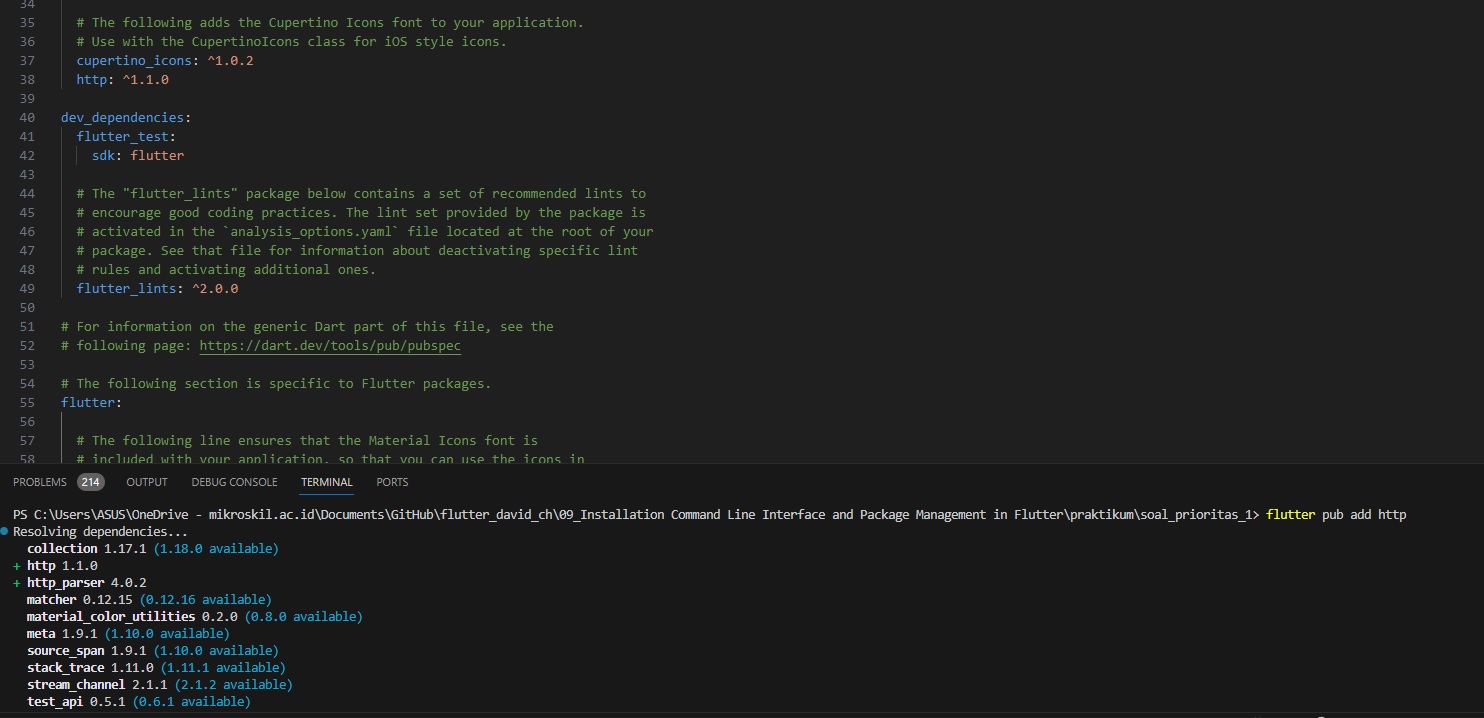 34
35 # The following adds the Cupertino Icons font to your application.
36 # Use with the CupertinoIcons class for iOS style icons.
37 cupertino_icons: ^1.0.2
38 http: ^1.1.0
39
40 dev_dependencies:
41 flutter_test:
42 sdk: flutter
43
44 # The "flutter_lints" package below contains a set of recommended lints to
45 # encourage good coding practices. The lint set provided by the package is
46 # activated in the `analysis_options.yaml` file located at the root of your
47 # package. See that file for information about deactivating specific lint
48 # rules and activating additional ones.
49 flutter_lints: ^2.0.0
50
51 # For information on the generic Dart part of this file, see the
52 # following page: https://dart.dev/tools/pub/pubspec
53
54 # The following section is specific to Flutter packages.
55 flutter:
56
57 # The following line ensures that the Material Icons font is
58 # included with your application, so that you can use the icons in
PROBLEMS 214 OUTPUT DEBUG CONSOLE TERMINAL PORTS
PS C:\Users\ASUS\OneDrive - mikroskil.ac.id\Documents\GitHub\flutter_david_ch\09_Installation Command Line Interface and Package Management in Flutter\praktikum\soal_prioritas_1> flutter pub add http
Resolving dependencies...
collection 1.17.1 (1.18.0 available)
+ http 1.1.0
+ http_parser 4.0.2
matcher 0.12.15 (0.12.16 available)
material_color_utilities 0.2.0 (0.8.0 available)
meta 1.9.1 (1.10.0 available)
source_span 1.9.1 (1.10.0 available)
stack_trace 1.11.0 (1.11.1 available)
stream_channel 2.1.1 (2.1.2 available)
test_api 0.5.1 (0.6.1 available)